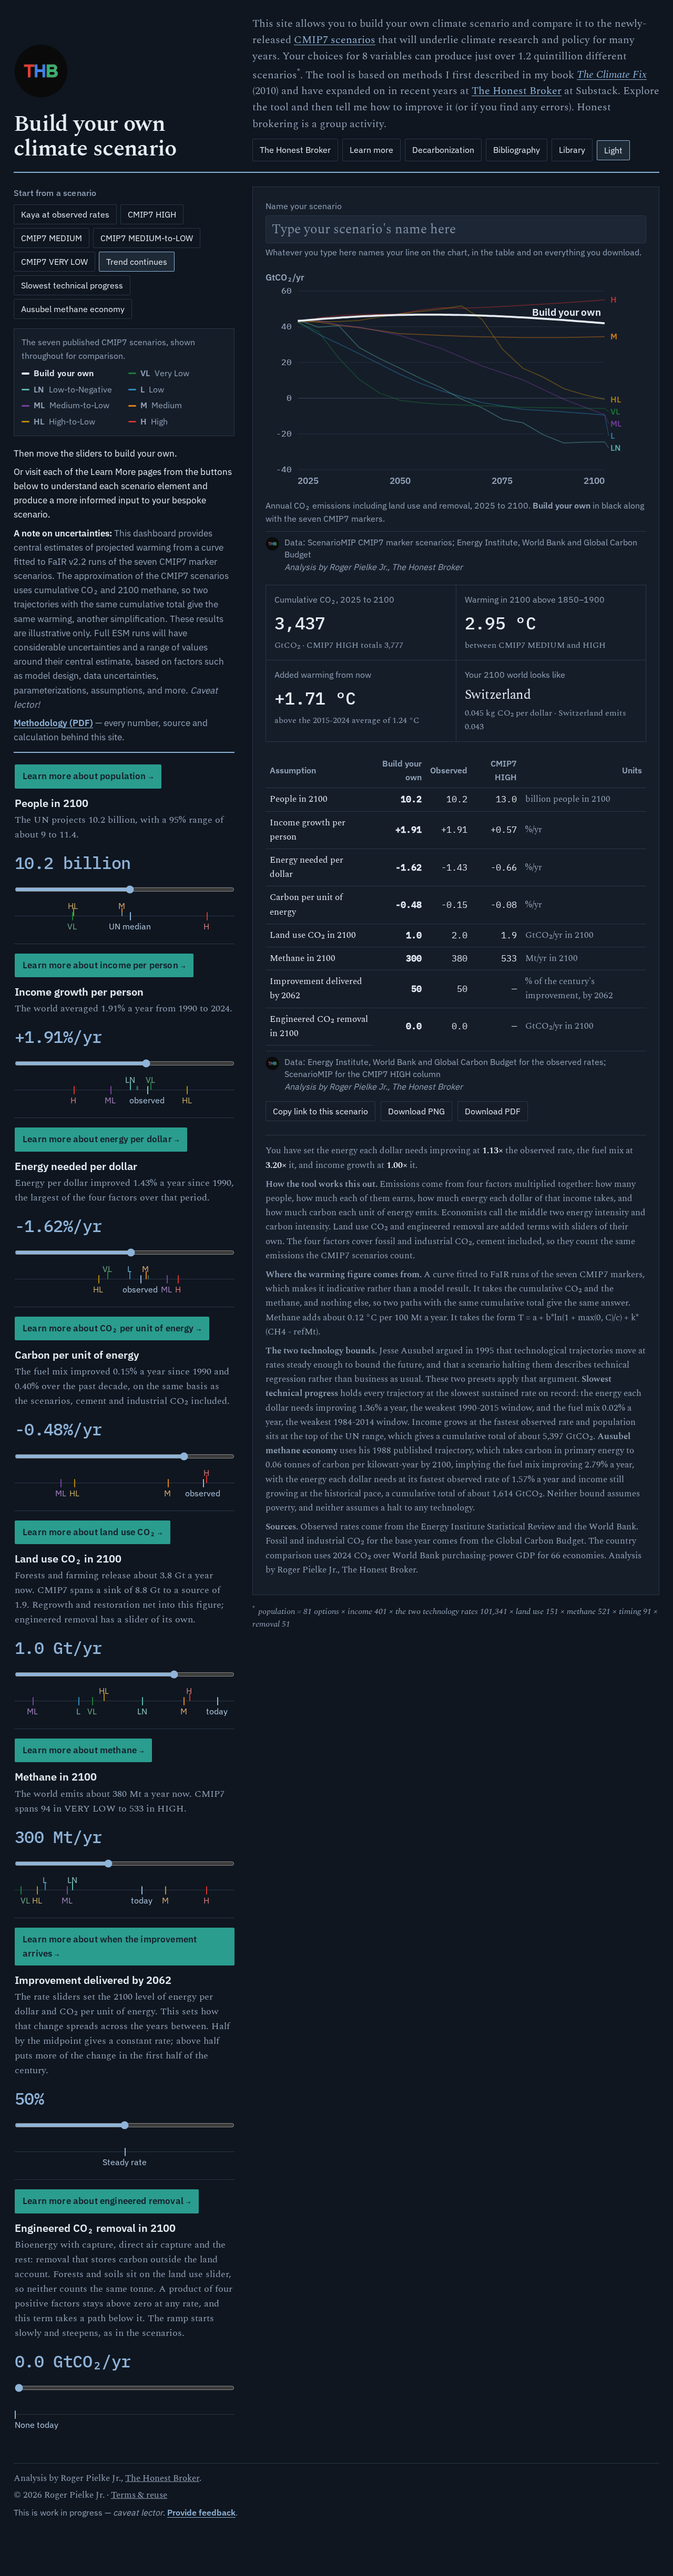 THB
Build your own
climate scenario
This site allows you to build your own climate scenario and compare it to the newly-
released CMIP7 scenarios that will underlie climate research and policy for many
years. Your choices for 8 variables can produce just over 1.2 quintillion different
scenarios*. The tool is based on methods I first described in my book The Climate Fix
(2010) and have expanded on in recent years at The Honest Broker at Substack. Explore
the tool and then tell me how to improve it (or if you find any errors). Honest
brokering is a group activity.
The Honest Broker Learn more Decarbonization Bibliography Library Light
Start from a scenario
Kaya at observed rates CMIP7 HIGH
CMIP7 MEDIUM CMIP7 MEDIUM-to-LOW
CMIP7 VERY LOW Trend continues
Slowest technical progress
Ausubel methane economy
The seven published CMIP7 scenarios, shown
throughout for comparison.
Build your own VL Very Low
LN Low-to-Negative L Low
ML Medium-to-Low M Medium
HL High-to-Low H High
Then move the sliders to build your own.
Or visit each of the Learn More pages from the buttons
below to understand each scenario element and
produce a more informed input to your bespoke
scenario.
A note on uncertainties: This dashboard provides
central estimates of projected warming from a curve
fitted to FaIR v2.2 runs of the seven CMIP7 marker
scenarios. The approximation of the CMIP7 scenarios
uses cumulative CO₂ and 2100 methane, so two
trajectories with the same cumulative total give the
same warming, another simplification. These results
are illustrative only. Full ESM runs will have
considerable uncertainties and a range of values
around their central estimate, based on factors such
as model design, data uncertainties,
parameterizations, assumptions, and more. Caveat
lector!
Methodology (PDF) — every number, source and
calculation behind this site.
Learn more about population →
People in 2100
The UN projects 10.2 billion, with a 95% range of
about 9 to 11.4.
10.2 billion
HL M
VL UN median H
Learn more about income per person →
Income growth per person
The world averaged 1.91% a year from 1990 to 2024.
+1.91%/yr
LN VL
H ML observed HL
Learn more about energy per dollar →
Energy needed per dollar
Energy per dollar improved 1.43% a year since 1990,
the largest of the four factors over that period.
-1.62%/yr
VL L M
HL observed ML H
Learn more about CO₂ per unit of energy →
Carbon per unit of energy
The fuel mix improved 0.15% a year since 1990 and
0.40% over the past decade, on the same basis as
the scenarios, cement and industrial CO₂ included.
-0.48%/yr
H
ML HL M observed
Learn more about land use CO₂ →
Land use CO₂ in 2100
Forests and farming release about 3.8 Gt a year
now. CMIP7 spans a sink of 8.8 Gt to a source of
1.9. Regrowth and restoration net into this figure;
engineered removal has a slider of its own.
1.0 Gt/yr
HL H
ML L VL LN M today
Learn more about methane →
Methane in 2100
The world emits about 380 Mt a year now. CMIP7
spans 94 in VERY LOW to 533 in HIGH.
300 Mt/yr
L LN
VL HL ML today M H
Learn more about when the improvement
arrives →
Improvement delivered by 2062
The rate sliders set the 2100 level of energy per
dollar and CO₂ per unit of energy. This sets how
that change spreads across the years between. Half
by the midpoint gives a constant rate; above half
puts more of the change in the first half of the
century.
50%
Steady rate
Learn more about engineered removal →
Engineered CO₂ removal in 2100
Bioenergy with capture, direct air capture and the
rest: removal that stores carbon outside the land
account. Forests and soils sit on the land use slider,
so neither counts the same tonne. A product of four
positive factors stays above zero at any rate, and
this term takes a path below it. The ramp starts
slowly and steepens, as in the scenarios.
0.0 GtCO₂/yr
None today
Name your scenario
Type your scenario's name here
Whatever you type here names your line on the chart, in the table and on everything you download.
GtCO₂/yr
60
40
20
0
-20
-40
2025 2050 2075 2100
Build your own
H
M
HL
VL
ML
L
LN
Annual CO₂ emissions including land use and removal, 2025 to 2100. Build your own in black along
with the seven CMIP7 markers.
Data: ScenarioMIP CMIP7 marker scenarios; Energy Institute, World Bank and Global Carbon
Budget
Analysis by Roger Pielke Jr., The Honest Broker
Cumulative CO₂, 2025 to 2100
3,437
GtCO₂ · CMIP7 HIGH totals 3,777
Warming in 2100 above 1850–1900
2.95 °C
between CMIP7 MEDIUM and HIGH
Added warming from now
+1.71 °C
above the 2015-2024 average of 1.24 °C
Your 2100 world looks like
Switzerland
0.045 kg CO₂ per dollar · Switzerland emits
0.043
Assumption Build your own Observed CMIP7 HIGH Units
People in 2100 10.2 10.2 13.0 billion people in 2100
Income growth per person +1.91 +1.91 +0.57 %/yr
Energy needed per dollar -1.62 -1.43 -0.66 %/yr
Carbon per unit of energy -0.48 -0.15 -0.08 %/yr
Land use CO₂ in 2100 1.0 2.0 1.9 GtCO₂/yr in 2100
Methane in 2100 300 380 533 Mt/yr in 2100
Improvement delivered by 2062 50 50 — % of the century's improvement, by 2062
Engineered CO₂ removal in 2100 0.0 0.0 — GtCO₂/yr in 2100
Data: Energy Institute, World Bank and Global Carbon Budget for the observed rates;
ScenarioMIP for the CMIP7 HIGH column
Analysis by Roger Pielke Jr., The Honest Broker
Copy link to this scenario Download PNG Download PDF
You have set the energy each dollar needs improving at 1.13× the observed rate, the fuel mix at
3.20× it, and income growth at 1.00× it.
How the tool works this out. Emissions come from four factors multiplied together: how many
people, how much each of them earns, how much energy each dollar of that income takes, and
how much carbon each unit of energy emits. Economists call the middle two energy intensity and
carbon intensity. Land use CO₂ and engineered removal are added terms with sliders of their
own. The four factors cover fossil and industrial CO₂, cement included, so they count the same
emissions the CMIP7 scenarios count.
Where the warming figure comes from. A curve fitted to FaIR runs of the seven CMIP7 markers,
which makes it indicative rather than a model result. It takes the cumulative CO₂ and the
methane, and nothing else, so two paths with the same cumulative total give the same answer.
Methane adds about 0.12 °C per 100 Mt a year. It takes the form T = a + b*ln(1 + max(0, C)/c) + k*
(CH4 - refMt).
The two technology bounds. Jesse Ausubel argued in 1995 that technological trajectories move at
rates steady enough to bound the future, and that a scenario halting them describes technical
regression rather than business as usual. These two presets apply that argument. Slowest
technical progress holds every trajectory at the lowest sustained rate on record: the energy each
dollar needs improving 1.36% a year, the weakest 1990-2015 window, and the fuel mix 0.02% a
year, the weakest 1984-2014 window. Income grows at the fastest observed rate and population
sits at the top of the UN range, which gives a cumulative total of about 5,397 GtCO₂. Ausubel
methane economy uses his 1988 published trajectory, which takes carbon in primary energy to
0.06 tonnes of carbon per kilowatt-year by 2100, implying the fuel mix improving 2.79% a year,
with the energy each dollar needs at its fastest observed rate of 1.57% a year and income still
growing at the historical pace, a cumulative total of about 1,614 GtCO₂. Neither bound assumes
poverty, and neither assumes a halt to any technology.
Sources. Observed rates come from the Energy Institute Statistical Review and the World Bank.
Fossil and industrial CO₂ for the base year comes from the Global Carbon Budget. The country
comparison uses 2024 CO₂ over World Bank purchasing-power GDP for 66 economies. Analysis
by Roger Pielke Jr., The Honest Broker.
* population = 81 options × income 401 × the two technology rates 101,341 × land use 151 × methane 521 × timing 91 ×
removal 51
Analysis by Roger Pielke Jr., The Honest Broker.
© 2026 Roger Pielke Jr. · Terms & reuse
This is work in progress — caveat lector. Provide feedback.